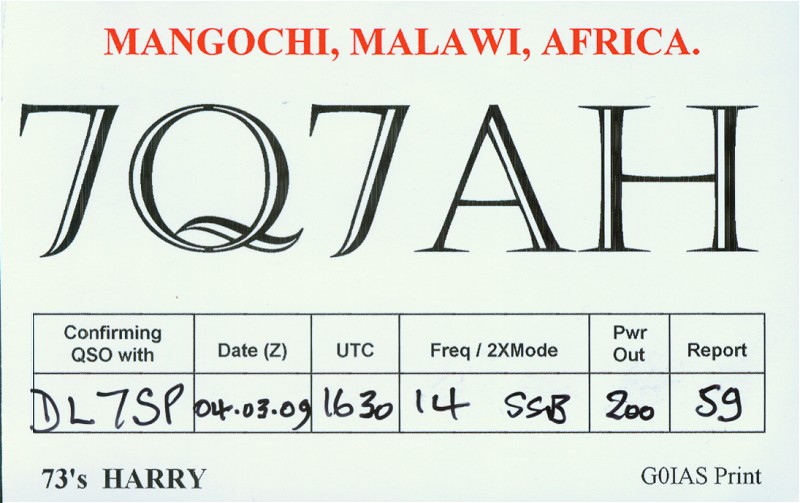 MANGOCHI, MALAWI, AFRICA.
7Q7AH
Confirming QSO with Date (Z) UTC Freq / 2XMode Pwr Out Report
DL7SP 04.03.09 1630 14 SSB 200 59
73's HARRY G0IAS Print